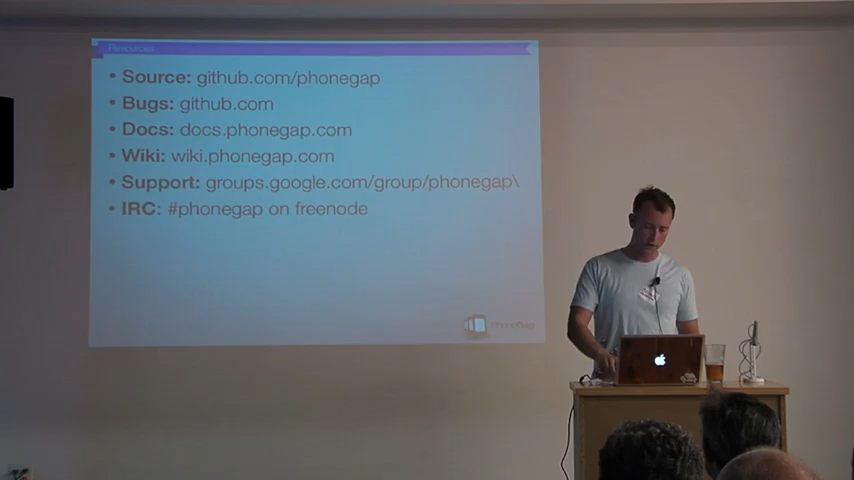 Resources
• Source: github.com/phonegap
• Bugs: github.com
• Docs: docs.phonegap.com
• Wiki: wiki.phonegap.com
• Support: groups.google.com/group/phonegap\
• IRC: #phonegap on freenode
PhoneGap